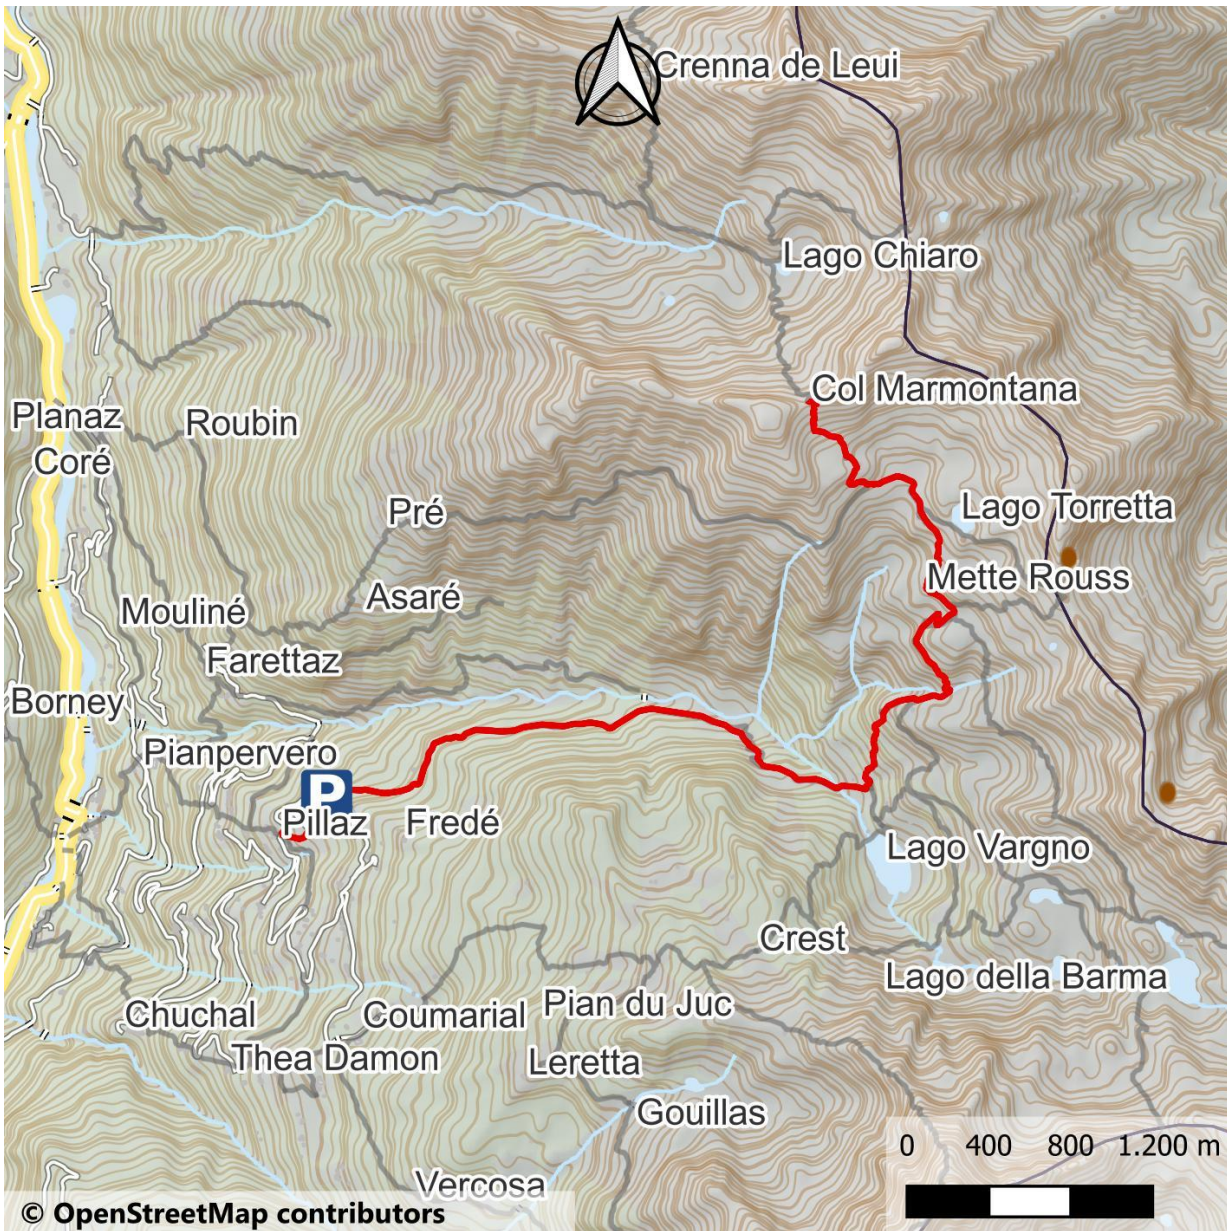 Crenna de Leui
Lago Chiaro
Col Marmontana
Planaz
Roubin
Coré
Pré
Lago Torretta
Mette Rouss
Asaré
Mouliné
Farettaz
Borney
Pianpervero
P
Pillaz
Fredé
Lago Vargno
Crest
Lago della Barma
Chuchal
Coumarial
Pian du Juc
Thea Damon
Leretta
Gouillas
0 400 800 1.200 m
Vercosa
© OpenStreetMap contributors